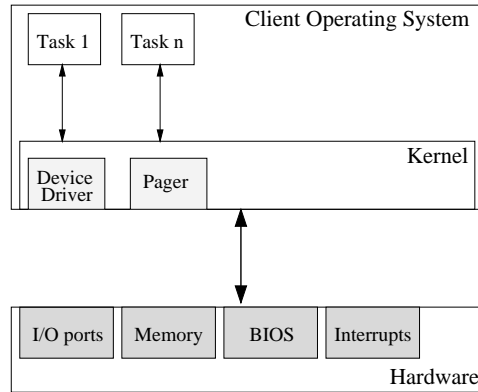 Client Operating System
Task 1
Task n
Kernel
Device
Driver
Pager
I/O ports
Memory
BIOS
Interrupts
Hardware